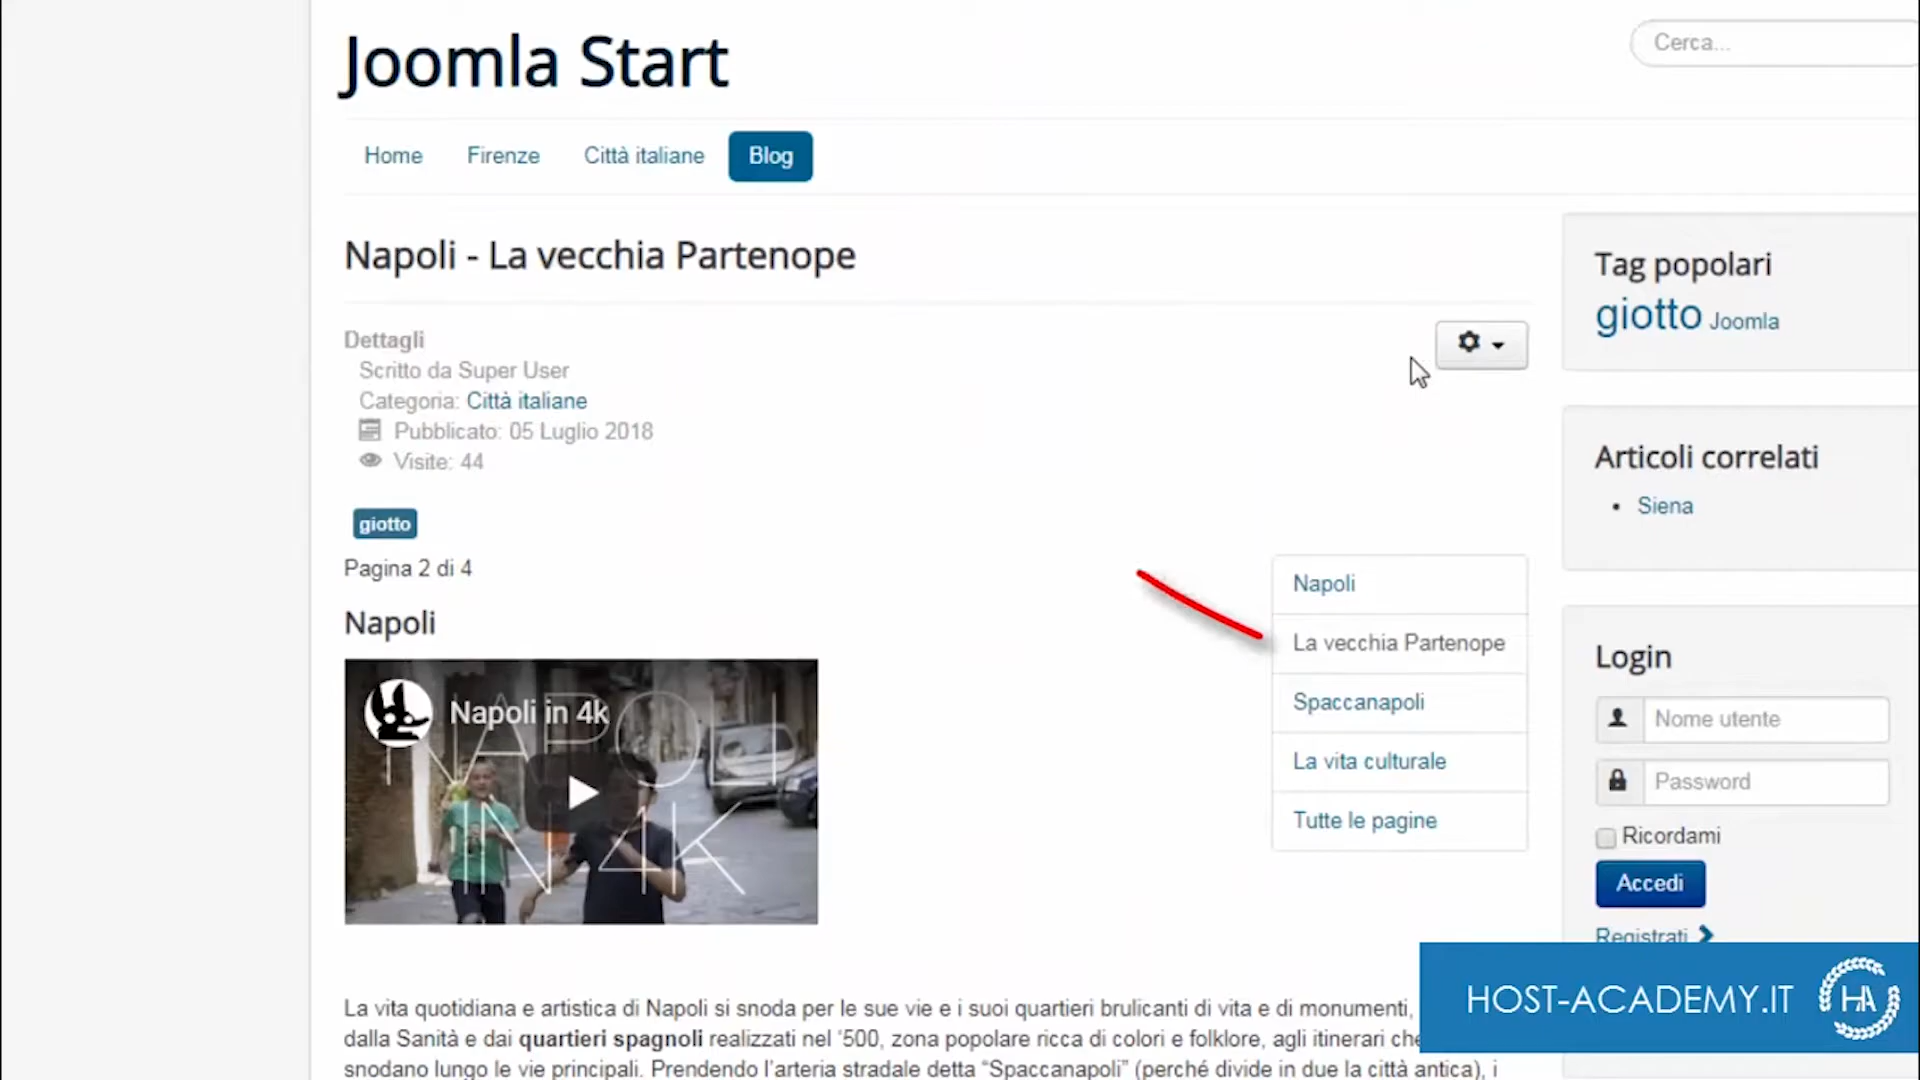 Joomla Start
Cerca...
Home Firenze Città italiane Blog
Napoli - La vecchia Partenope
Dettagli
Scritto da Super User
Categoria: Città italiane
Pubblicato: 05 Luglio 2018
Visite: 44
giotto
Pagina 2 di 4
Napoli
La vecchia Partenope
Spaccanapoli
La vita culturale
Tutte le pagine
Napoli
Napoli in 4k
NAPOLI
IN 4K
La vita quotidiana e artistica di Napoli si snoda per le sue vie e i suoi quartieri brulicanti di vita e di monumenti,
dalla Sanità e dai quartieri spagnoli realizzati nel ‘500, zona popolare ricca di colori e folklore, agli itinerari che
snodano lungo le vie principali. Prendendo l’arteria stradale detta “Spaccanapoli” (perché divide in due la città antica), i
Tag popolari
giotto Joomla
Articoli correlati
• Siena
Login
Nome utente
Password
Ricordami
Accedi
Registrati
HOST-ACADEMY.IT HA